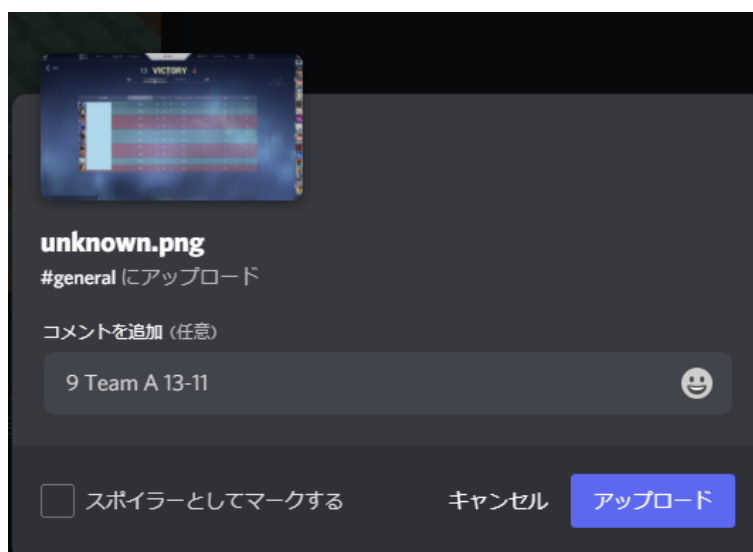 13 VICTORY
unknown.png
#general にアップロード
コメントを追加 (任意)
9 Team A 13-11
スポイラーとしてマークする
キャンセル
アップロード